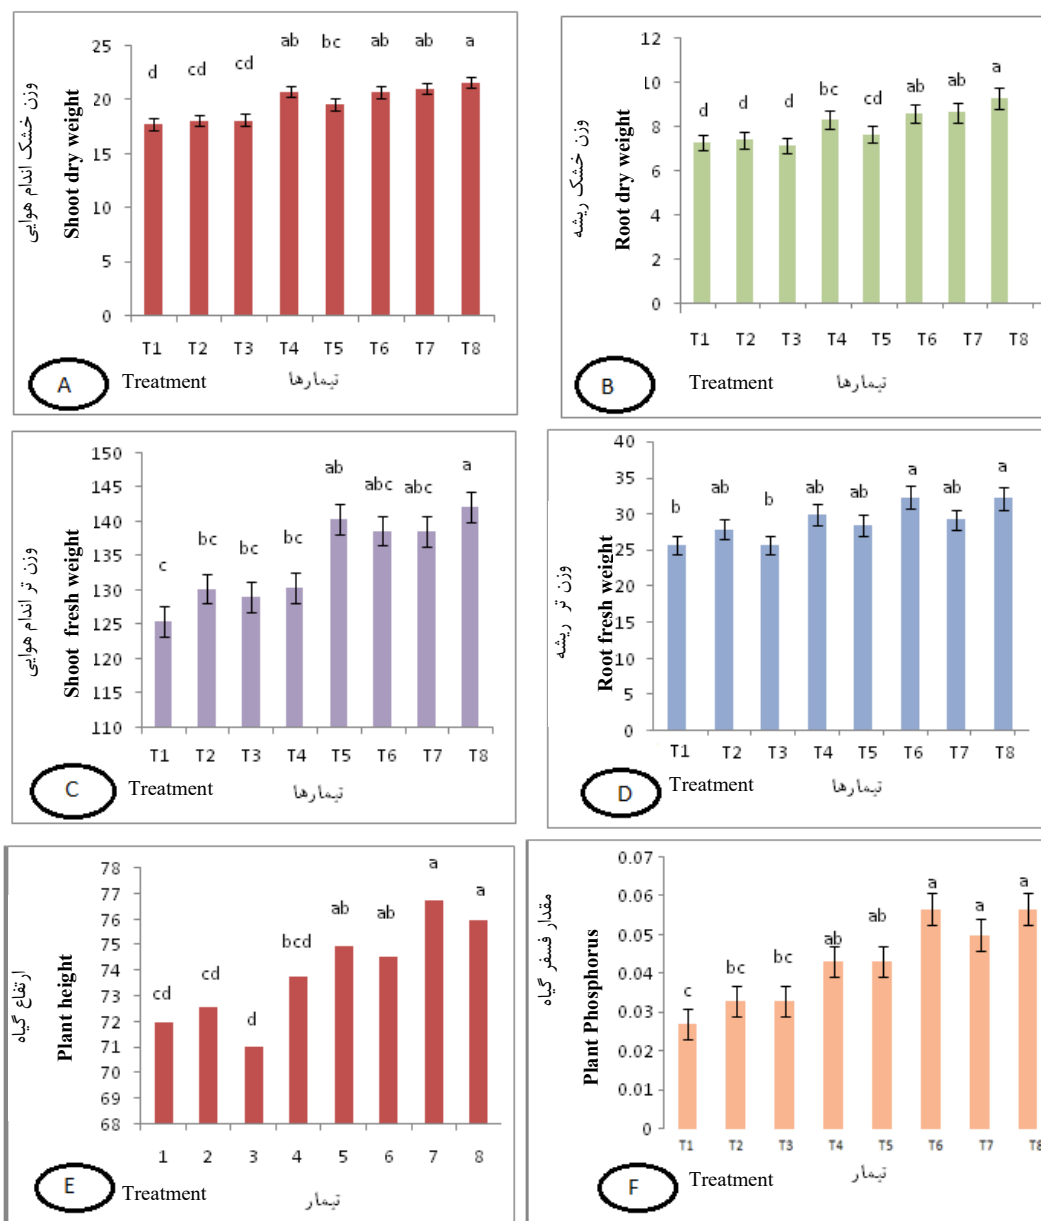 25
20
15
10
5
0
d
cd
cd
ab
bc
ab
ab
a
T1 T2 T3 T4 T5 T6 T7 T8
وزن خشک اندام هوایی
Shoot dry weight
A
Treatment
تیمارها
12
10
8
6
4
2
0
d
d
d
bc
cd
ab
ab
a
T1 T2 T3 T4 T5 T6 T7 T8
وزن خشک ریشه
Root dry weight
B
Treatment
تیمارها
150
145
140
135
130
125
120
115
110
c
bc
bc
bc
ab
abc
abc
a
T1 T2 T3 T4 T5 T6 T7 T8
وزن تر اندام هوایی
Shoot fresh weight
C
Treatment
تیمارها
40
35
30
25
20
15
10
5
0
b
ab
b
ab
ab
a
ab
a
T1 T2 T3 T4 T5 T6 T7 T8
وزن تر ریشه
Root fresh weight
D
Treatment
تیمارها
78
77
76
75
74
73
72
71
70
69
68
cd
cd
d
bcd
ab
ab
a
a
1 2 3 4 5 6 7 8
ارتفاع گیاه
Plant height
E
Treatment
تیمار
0.07
0.06
0.05
0.04
0.03
0.02
0.01
0
c
bc
bc
ab
ab
a
a
a
T1 T2 T3 T4 T5 T6 T7 T8
مقدار فسفر گیاه
Plant Phosphorus
F
Treatment
تیمار